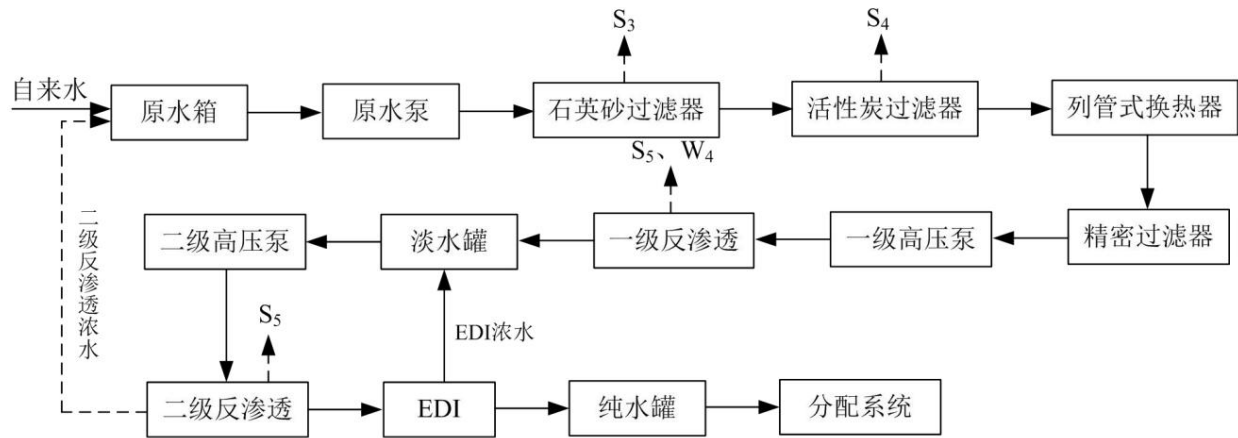 S₃
S₄
自来水
原水箱
原水泵
石英砂过滤器
活性炭过滤器
列管式换热器
S₅、W₄
二级高压泵
淡水罐
一级反渗透
一级高压泵
精密过滤器
二级反渗透浓水
S₅
EDI浓水
二级反渗透
EDI
纯水罐
分配系统